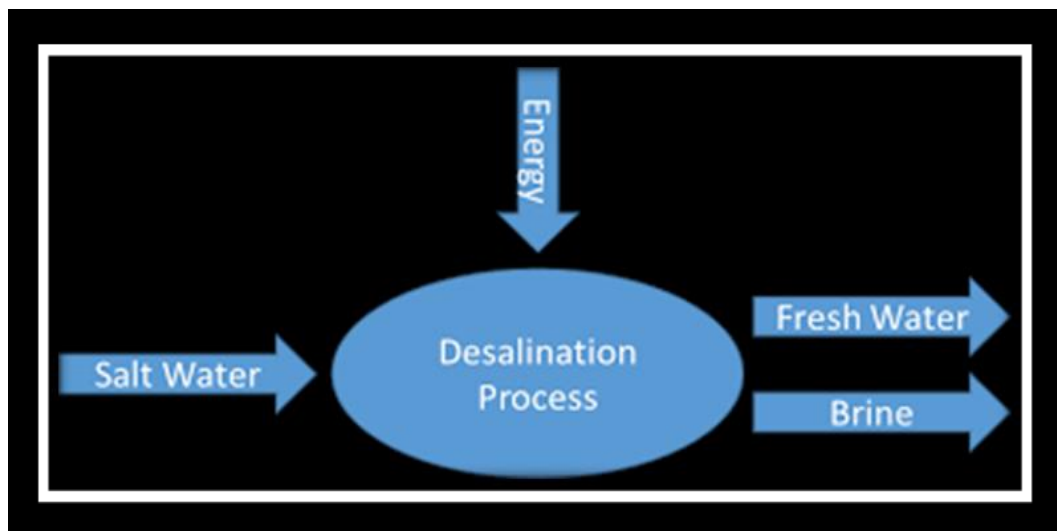 Energy
Salt Water
Desalination
Process
Fresh Water
Brine